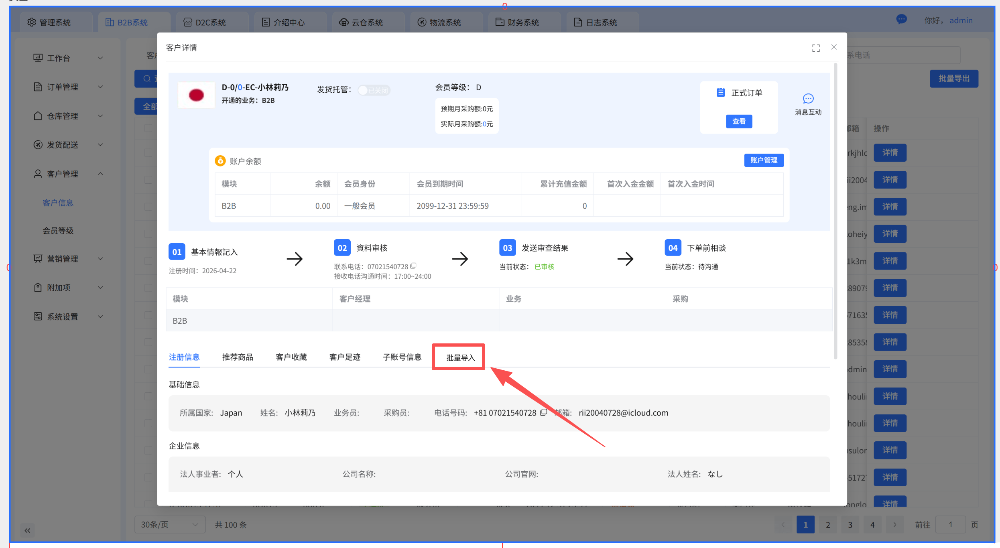 0
管理系统
B2B系统
D2C系统
介绍中心
云仓系统
物流系统
财务系统
日志系统
你好， admin
工作台
订单管理
仓库管理
发货配送
客户管理
客户信息
会员等级
营销管理
附加项
系统设置
系电话
批量导出
全部
客户详情
D-0/0-EC-小林莉乃
开通的业务：B2B
发货托管：
已关闭
会员等级： D
预期月采购额:0元
实际月采购额:0元
正式订单
查看
消息互动
账户余额
账户管理
模块 余额 会员身份 会员到期时间 累计充值金额 首次入金金额 首次入金时间
B2B 0.00 一般会员 2099-12-31 23:59:59 0
01 基本情報記入
注册时间：2026-04-22
02 資料审核
联系电话：07021540728
接收电话沟通时间：17:00~24:00
03 发送审查结果
当前状态： 已审核
04 下单前相谈
当前状态：待沟通
模块 客户经理 业务 采购
B2B
注册信息 推荐商品 客户收藏 客户足迹 子账号信息 批量导入
基础信息
所属国家: Japan 姓名: 小林莉乃 业务员: 采购员: 电话号码: +81 07021540728 邮箱: rii20040728@icloud.com
企业信息
法人事业者: 个人 公司名称: 公司官网: 法人姓名: なし
邮箱 操作
rkjhlc 详情
ii2004 详情
ng.im 详情
oheiy 详情
1k3m 详情
89079 详情
71635 详情
85358 详情
dmin 详情
houlin 详情
houlin 详情
sulor 详情
51727 详情
onglo 详情
30条/页
共 100 条
1
2
3
4
前往 1 页